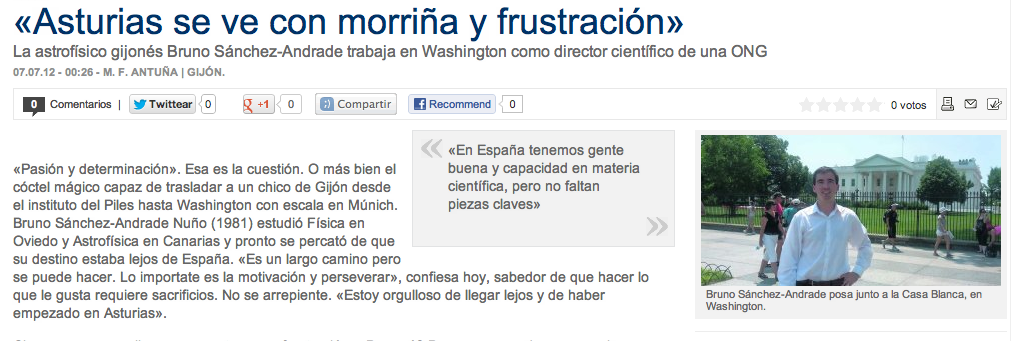 «Asturias se ve con morriña y frustración»
La astrofísico gijonés Bruno Sánchez-Andrade trabaja en Washington como director científico de una ONG
07.07.12 - 00:26 - M. F. ANTUÑA | GIJÓN.
0 Comentarios | Twittear 0 g +1 0 Compartir Recommend 0 0 votos
«En España tenemos gente
buena y capacidad en materia
científica, pero no faltan
piezas claves»
«Pasión y determinación». Esa es la cuestión. O más bien el
cóctel mágico capaz de trasladar a un chico de Gijón desde
el instituto del Piles hasta Washington con escala en Múnich.
Bruno Sánchez-Andrade Nuño (1981) estudió Física en
Oviedo y Astrofísica en Canarias y pronto se percató de que
su destino estaba lejos de España. «Es un largo camino pero
se puede hacer. Lo importate es la motivación y perseverar», confiesa hoy, sabedor de que hacer lo
que le gusta requiere sacrificios. No se arrepiente. «Estoy orgulloso de llegar lejos y de haber
empezado en Asturias».
Bruno Sánchez-Andrade posa junto a la Casa Blanca, en
Washington.